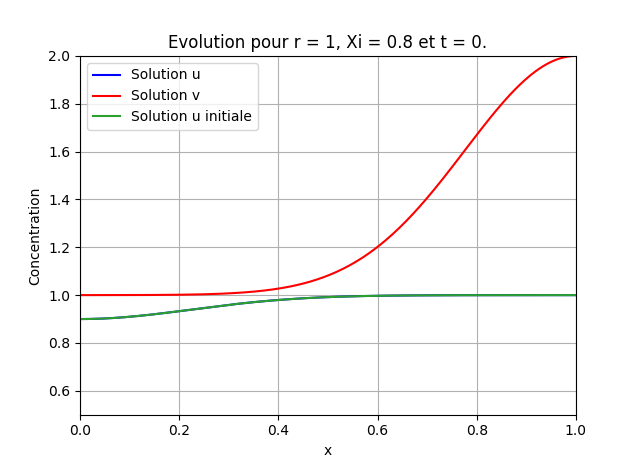 Evolution pour r = 1, Xi = 0.8 et t = 0.
Solution u
Solution v
Solution u initiale
Concentration
2.0
1.8
1.6
1.4
1.2
1.0
0.8
0.6
0.0 0.2 0.4 0.6 0.8 1.0
x